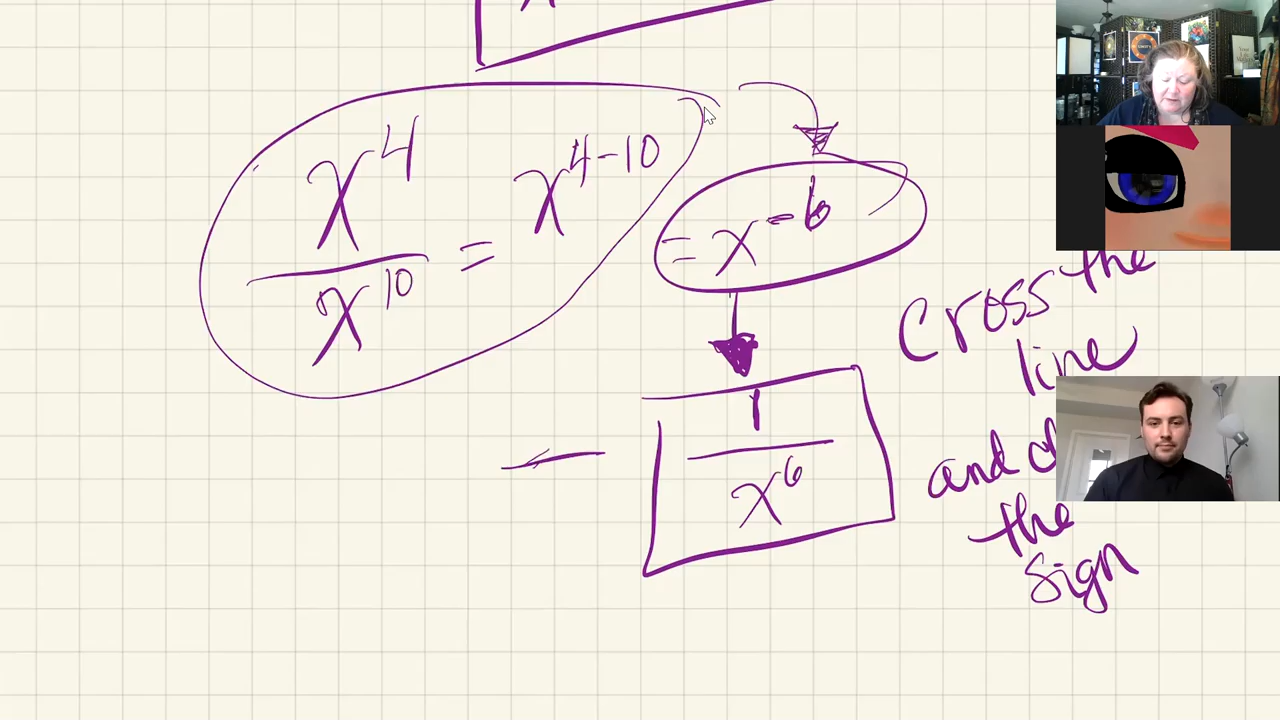 x^4/x^10 = x^(4-10) = x^-6
1/x^6
Cross the
line
and
the
sign